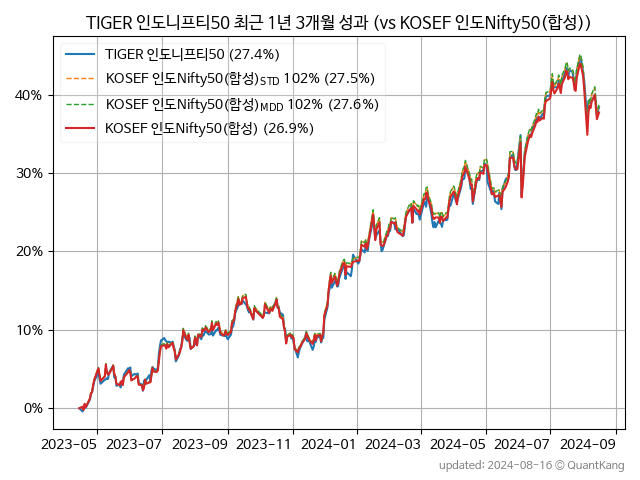 TIGER 인도니프티50 최근 1년 3개월 성과 (vs KOSEF 인도Nifty50(합성))
TIGER 인도니프티50 (27.4%)
KOSEF 인도Nifty50(합성)STD 102% (27.5%)
KOSEF 인도Nifty50(합성)MDD 102% (27.6%)
KOSEF 인도Nifty50(합성) (26.9%)
40%
30%
20%
10%
0%
2023-05 2023-07 2023-09 2023-11 2024-01 2024-03 2024-05 2024-07 2024-09
updated: 2024-08-16 © QuantKang